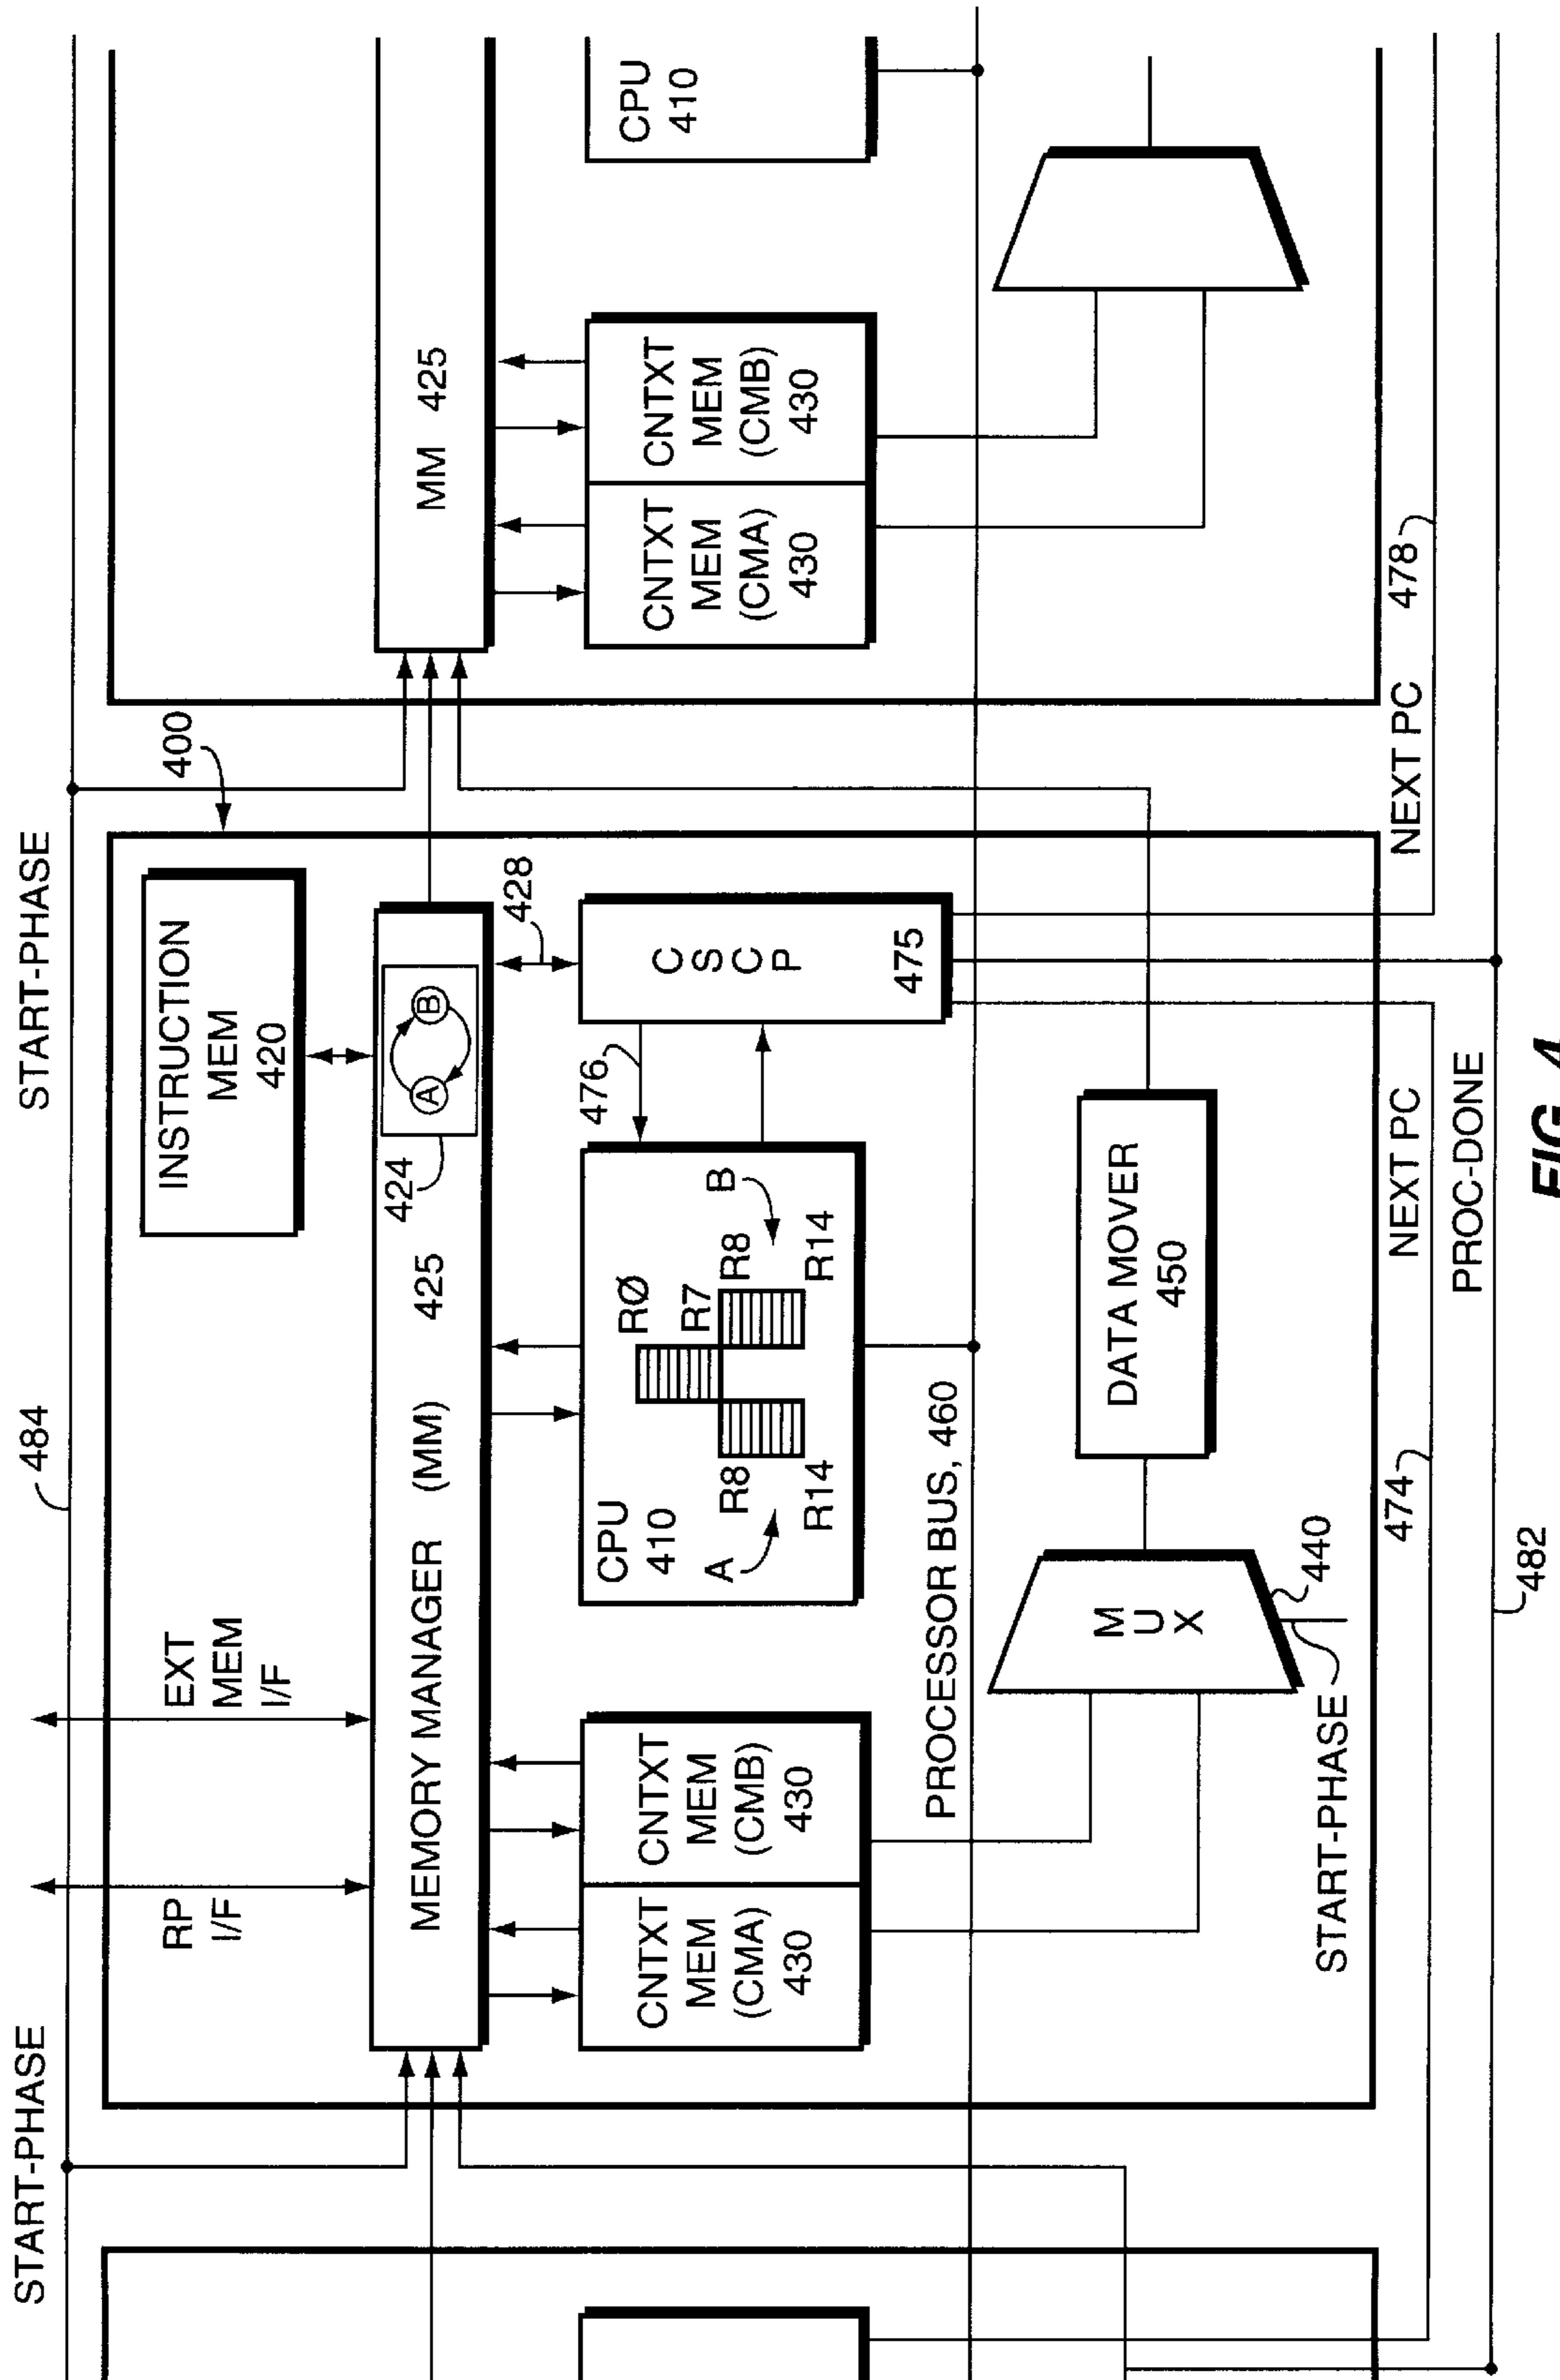 START-PHASE
484
START-PHASE
RP
I/F
EXT
MEM
I/F
INSTRUCTION
MEM
420
400
MEMORY MANAGER (MM) 425
424
A
B
MM 425
428
CNTXT
MEM
(CMA)
430
CNTXT
MEM
(CMB)
430
CPU
410
A
R8
R14
RØ
R7
R8
R14
B
476
C
S
C
P
475
CNTXT
MEM
(CMA)
430
CNTXT
MEM
(CMB)
430
CPU
410
PROCESSOR BUS, 460
M
U
X
440
START-PHASE
DATA MOVER
450
474
NEXT PC
NEXT PC
478
PROC-DONE
482
FIG. 4